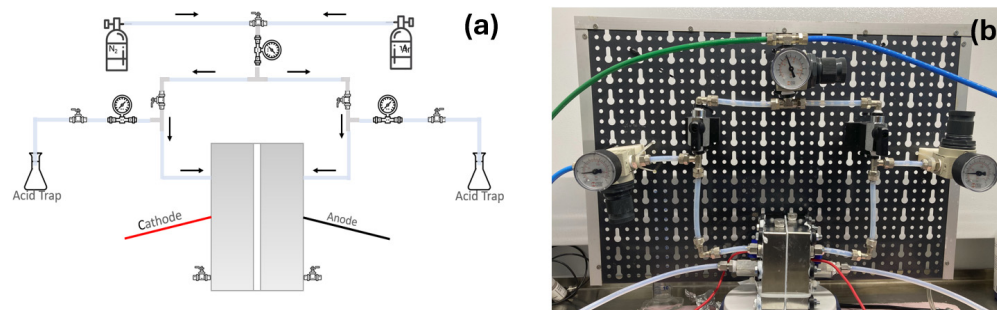 (a)
N₂
Ar
Acid Trap
Acid Trap
Cathode
Anode
(b)